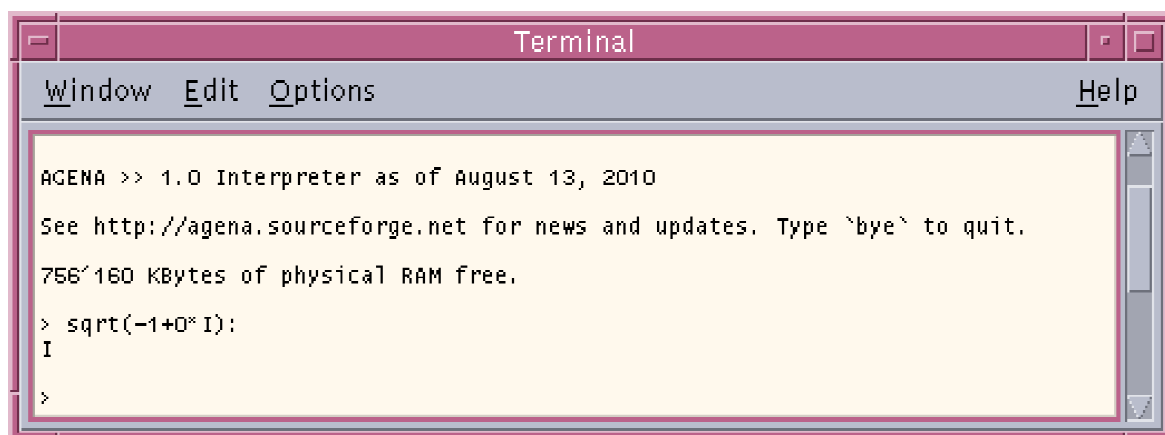 Terminal
Window Edit Options Help
AGENA >> 1.0 Interpreter as of August 13, 2010
See http://agena.sourceforge.net for news and updates. Type `bye` to quit.
756´160 KBytes of physical RAM free.
> sqrt(-1+0*I):
I
>